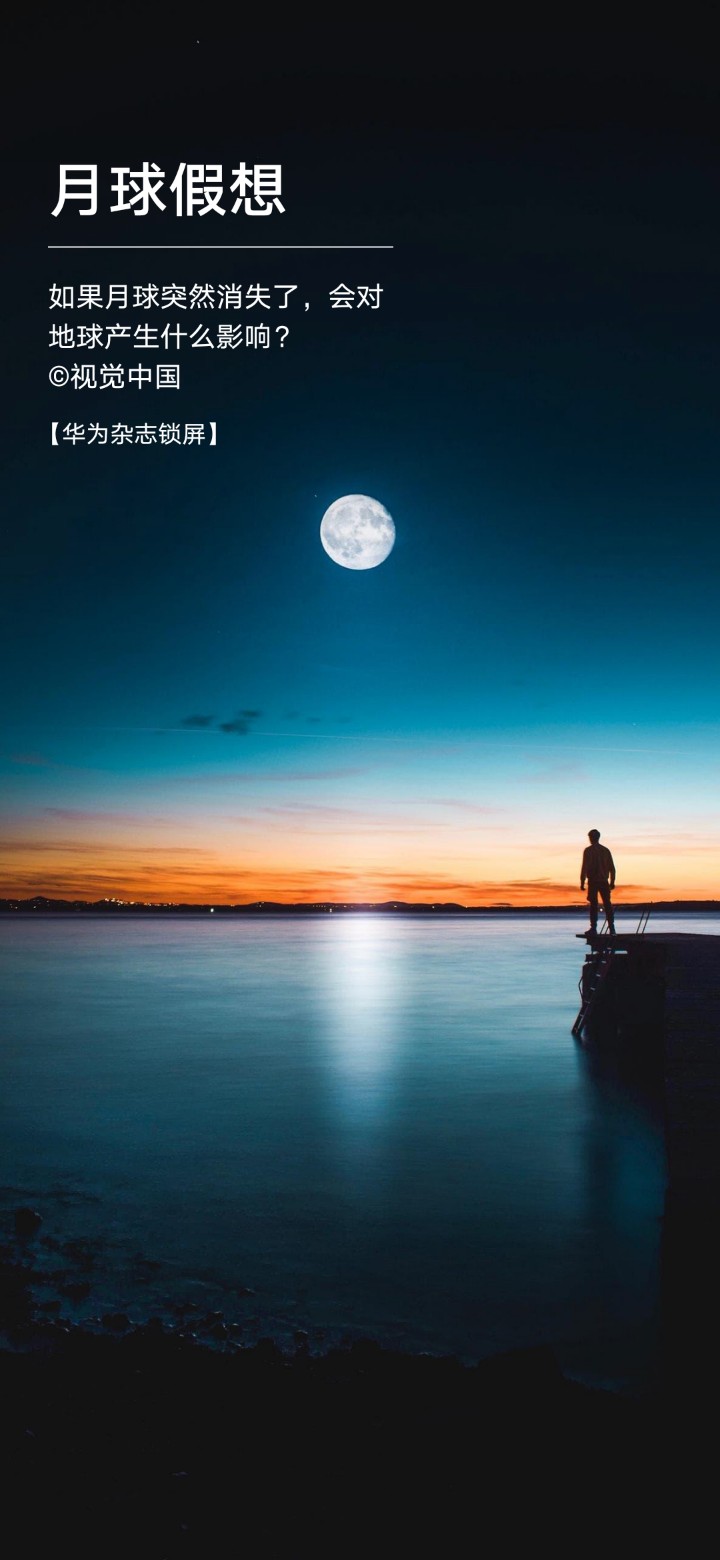 月球假想
如果月球突然消失了，会对
地球产生什么影响？
©视觉中国
【华为杂志锁屏】